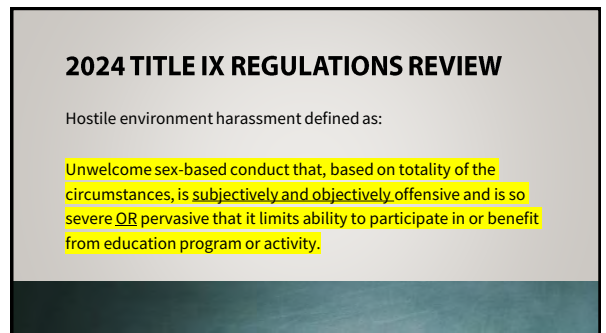 2024 TITLE IX REGULATIONS REVIEW
Hostile environment harassment defined as:
Unwelcome sex-based conduct that, based on totality of the
circumstances, is subjectively and objectively offensive and is so
severe OR pervasive that it limits ability to participate in or benefit
from education program or activity.